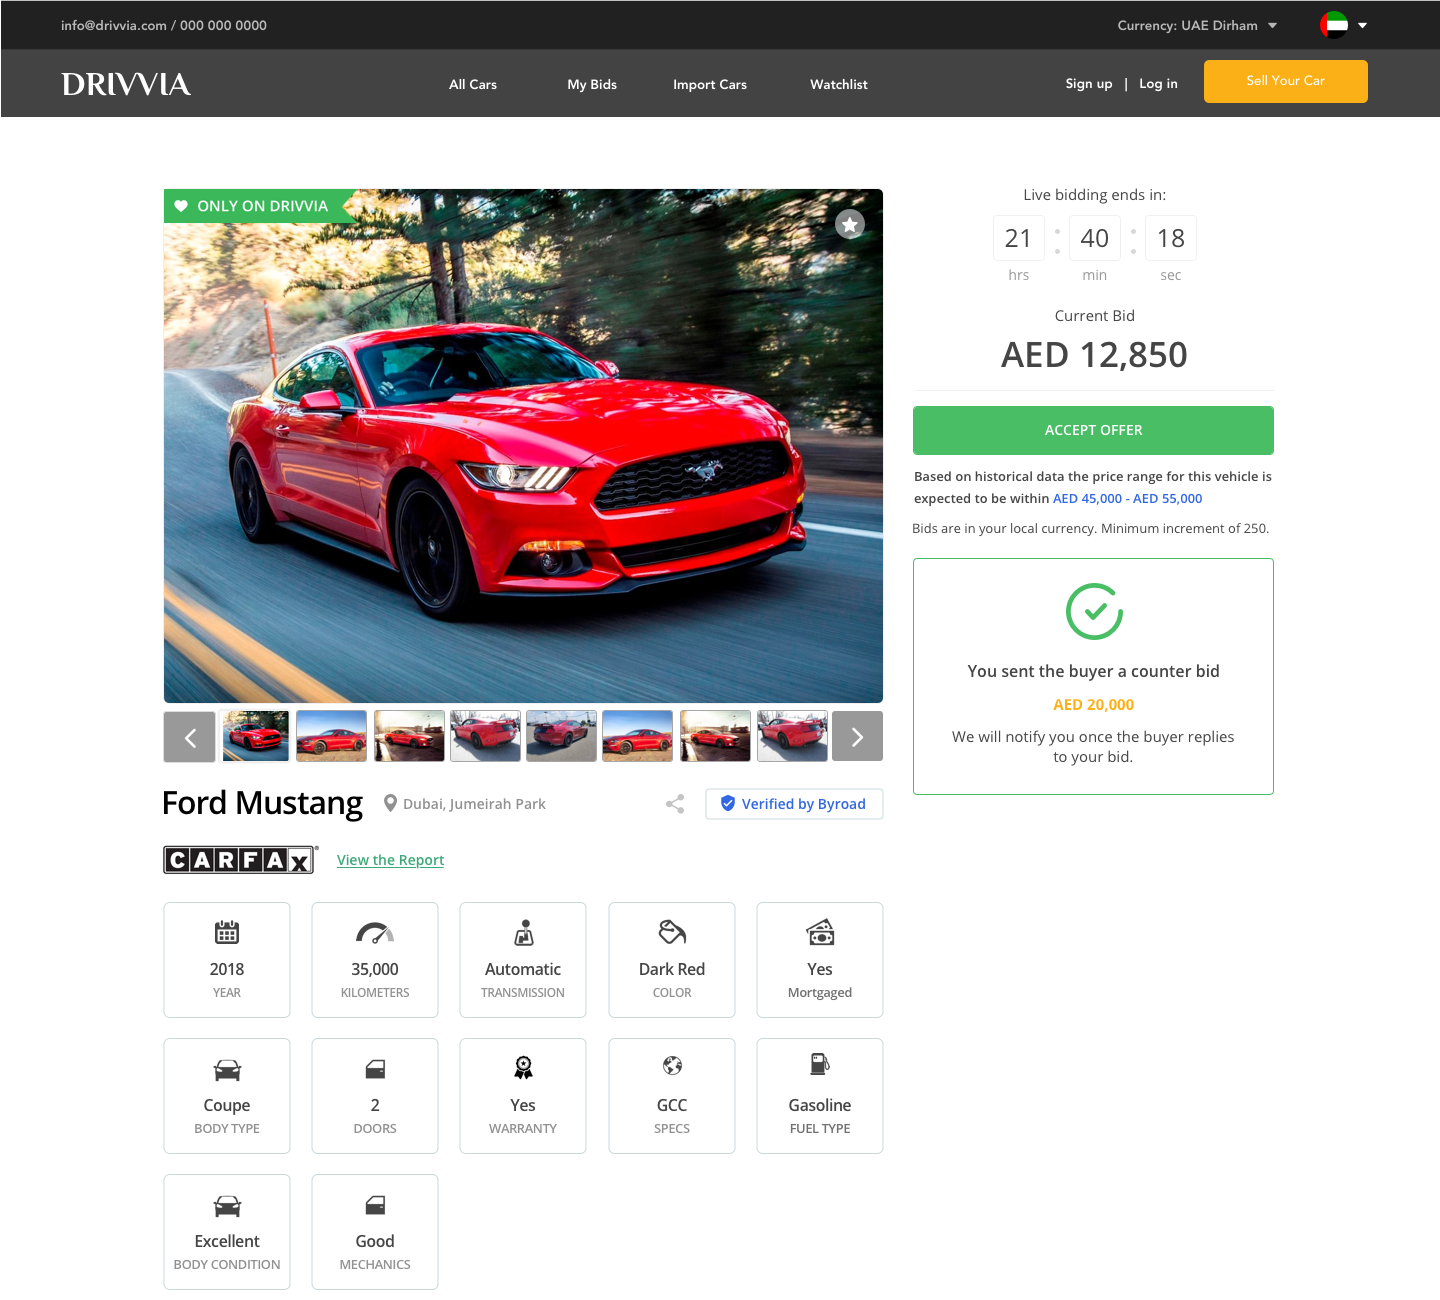 info@drivvia.com / 000 000 0000
Currency: UAE Dirham
DRIVVIA
All Cars
My Bids
Import Cars
Watchlist
Sign up | Log in
Sell Your Car
ONLY ON DRIVVIA
Live bidding ends in:
21 : 40 : 18
hrs min sec
Current Bid
AED 12,850
ACCEPT OFFER
Based on historical data the price range for this vehicle is
expected to be within AED 45,000 - AED 55,000
Bids are in your local currency. Minimum increment of 250.
You sent the buyer a counter bid
AED 20,000
We will notify you once the buyer replies
to your bid.
Ford Mustang
Dubai, Jumeirah Park
Verified by Byroad
CARFAX®
View the Report
2018
YEAR
35,000
KILOMETERS
Automatic
TRANSMISSION
Dark Red
COLOR
Yes
Mortgaged
Coupe
BODY TYPE
2
DOORS
Yes
WARRANTY
GCC
SPECS
Gasoline
FUEL TYPE
Excellent
BODY CONDITION
Good
MECHANICS